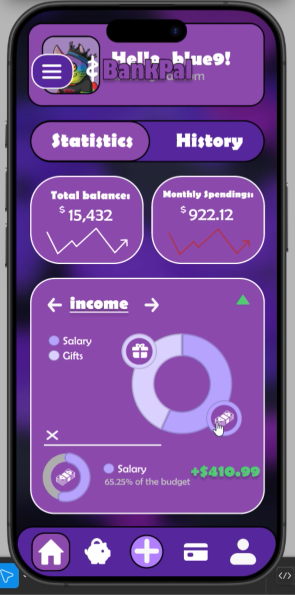 Hello, blue9!
BankPal
Statistics
History
Total balance:
$15,432
Monthly Spendings:
$922.12
income
Salary
Gifts
Salary
+$410.99
65.25% of the budget